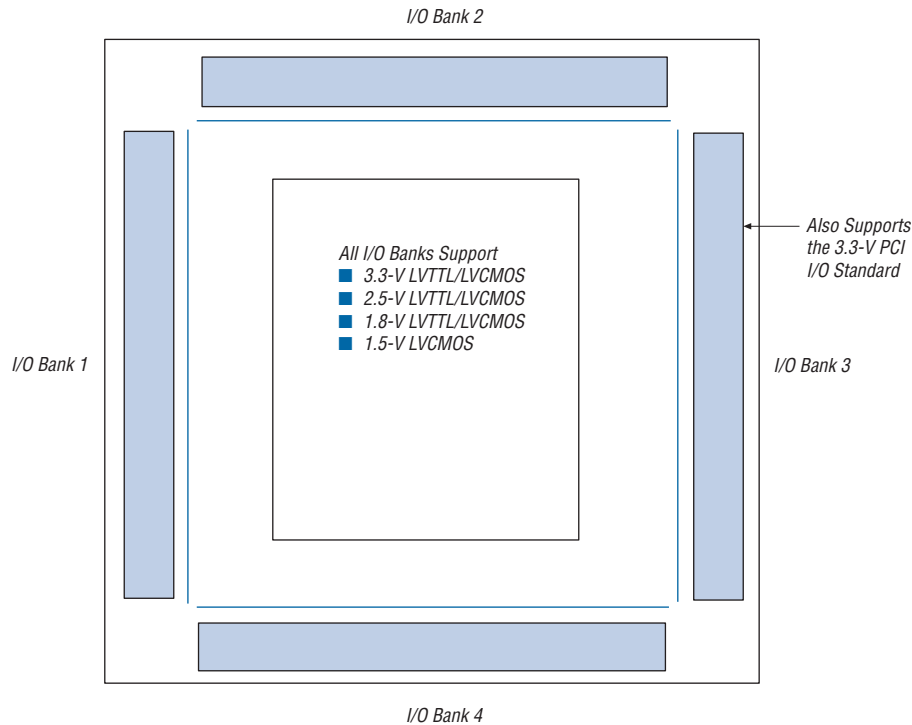 I/O Bank 2
Also Supports
the 3.3-V PCI
I/O Standard
All I/O Banks Support
■ 3.3-V LVTTL/LVCMOS
■ 2.5-V LVTTL/LVCMOS
■ 1.8-V LVTTL/LVCMOS
■ 1.5-V LVCMOS
I/O Bank 1
I/O Bank 3
I/O Bank 4